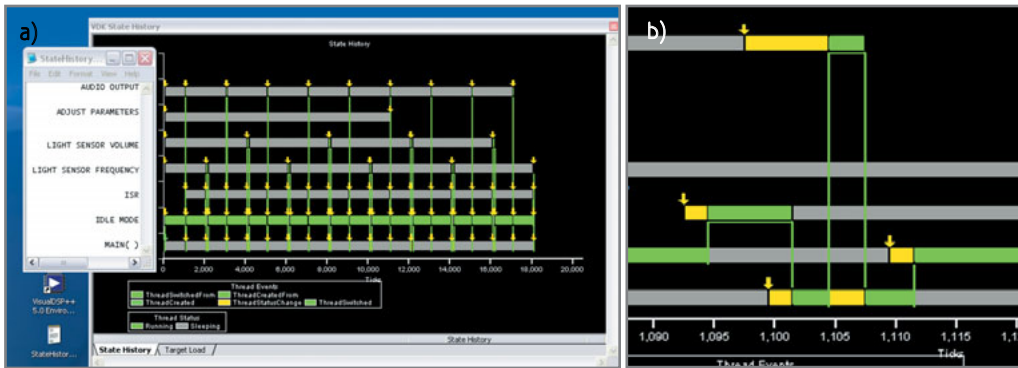 a)
VDK State History
StateHistory...
File Edit Format View Help
State History
AUDIO OUTPUT
ADJUST PARAMETERS
LIGHT SENSOR VOLUME
LIGHT SENSOR FREQUENCY
ISR
IDLE MODE
MAIN( )
0 2,000 4,000 6,000 8,000 10,000 12,000 14,000 16,000 18,000 20,000
Ticks
Thread Events
ThreadSwitchedFrom ThreadCreatedFrom
ThreadCreated ThreadStatusChange ThreadSwitched
Thread Status
Running Sleeping
State History
State History Target Load
VisualDSP++
5.0 Enviro...
StateHistor...
b)
1,090 1,095 1,100 1,105 1,110 1,115 1,1
Ticks
Thread Events